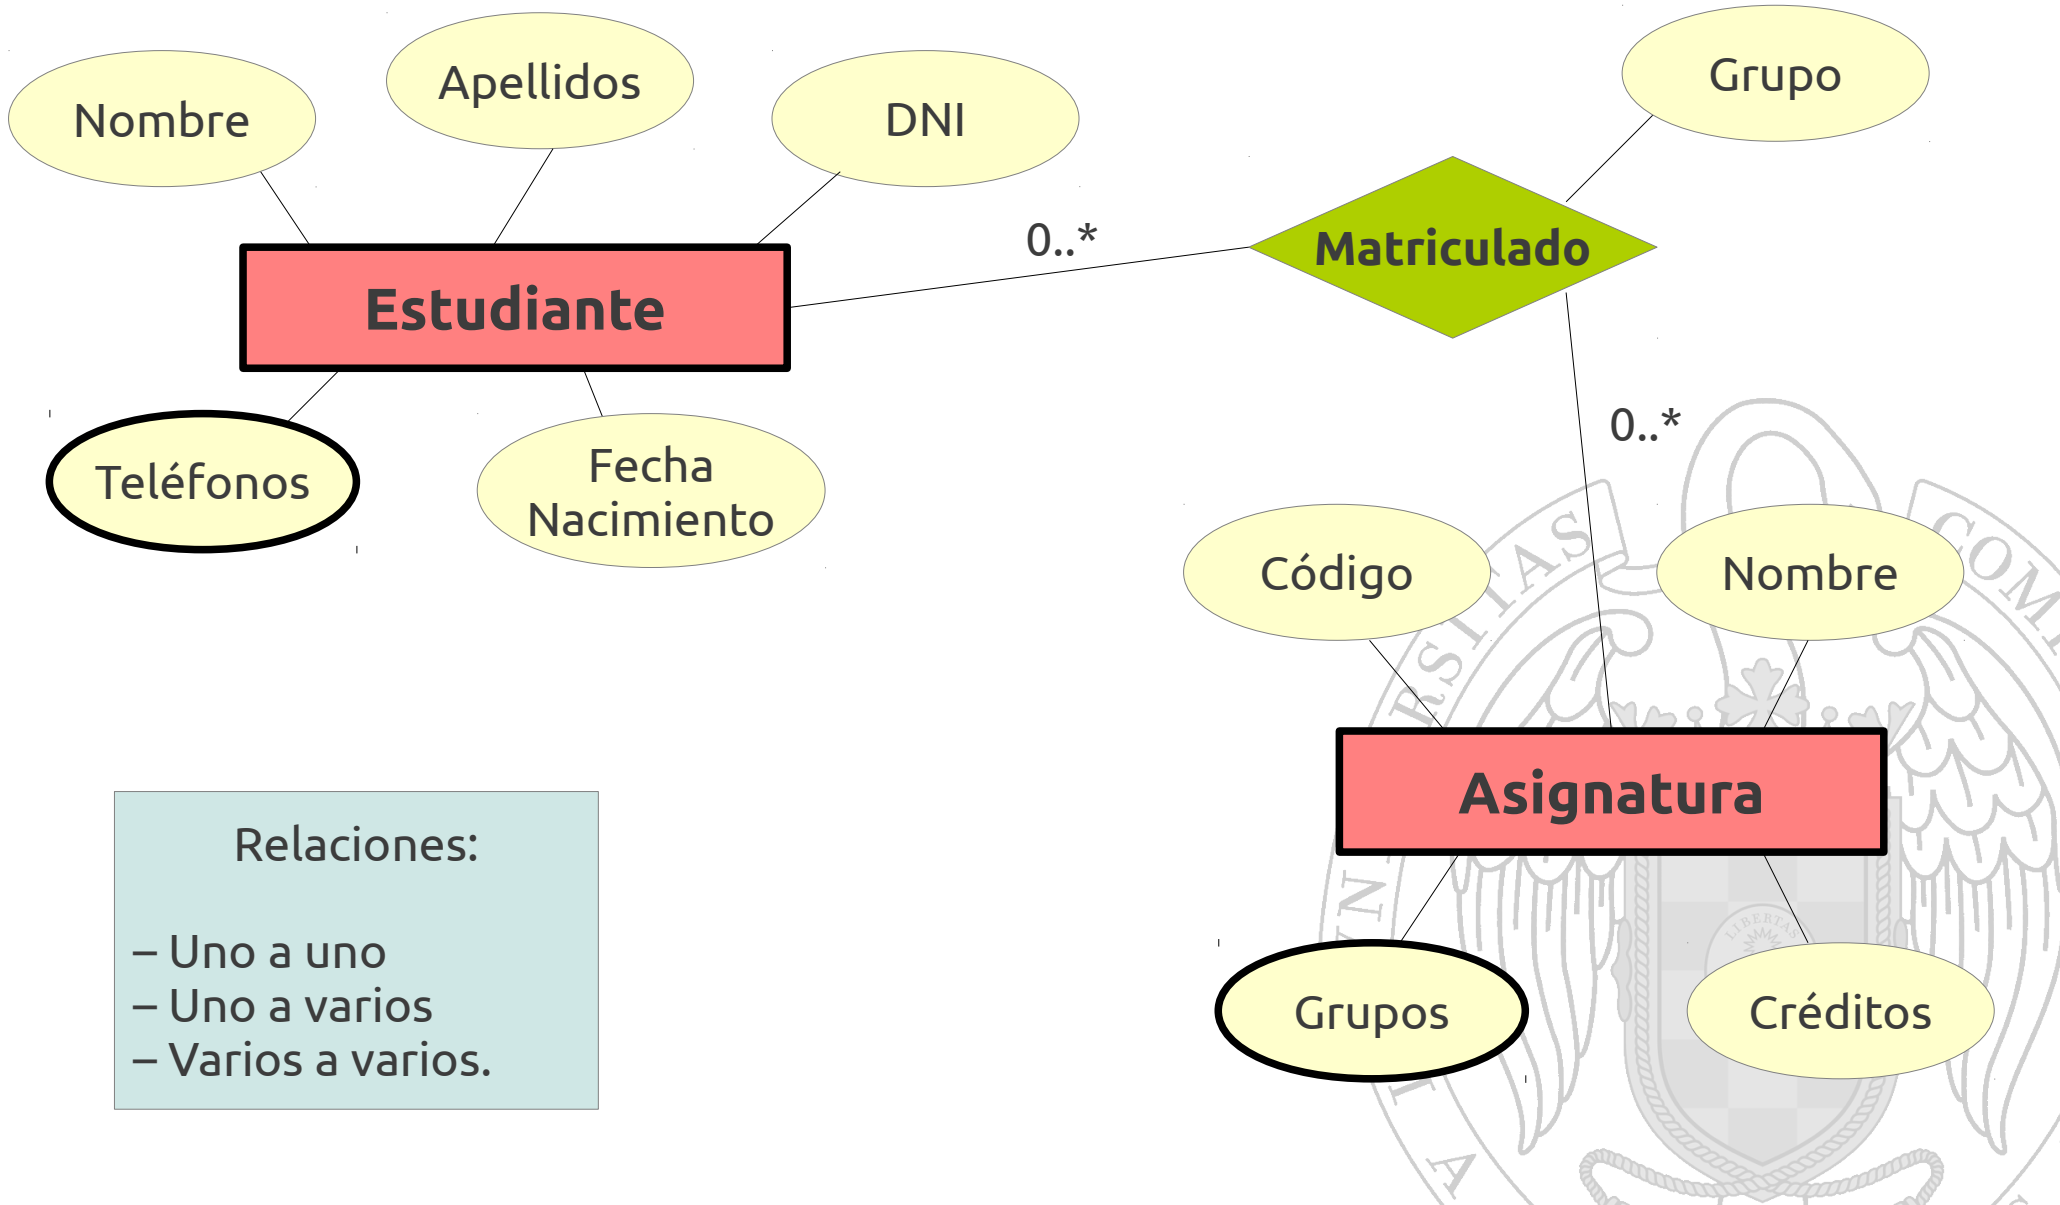 Nombre
Apellidos
DNI
Grupo
Estudiante
0..*
Matriculado
Teléfonos
Fecha
Nacimiento
0..*
Código
Nombre
Asignatura
Grupos
Créditos
Relaciones:
– Uno a uno
– Uno a varios
– Varios a varios.
LIBERTAS